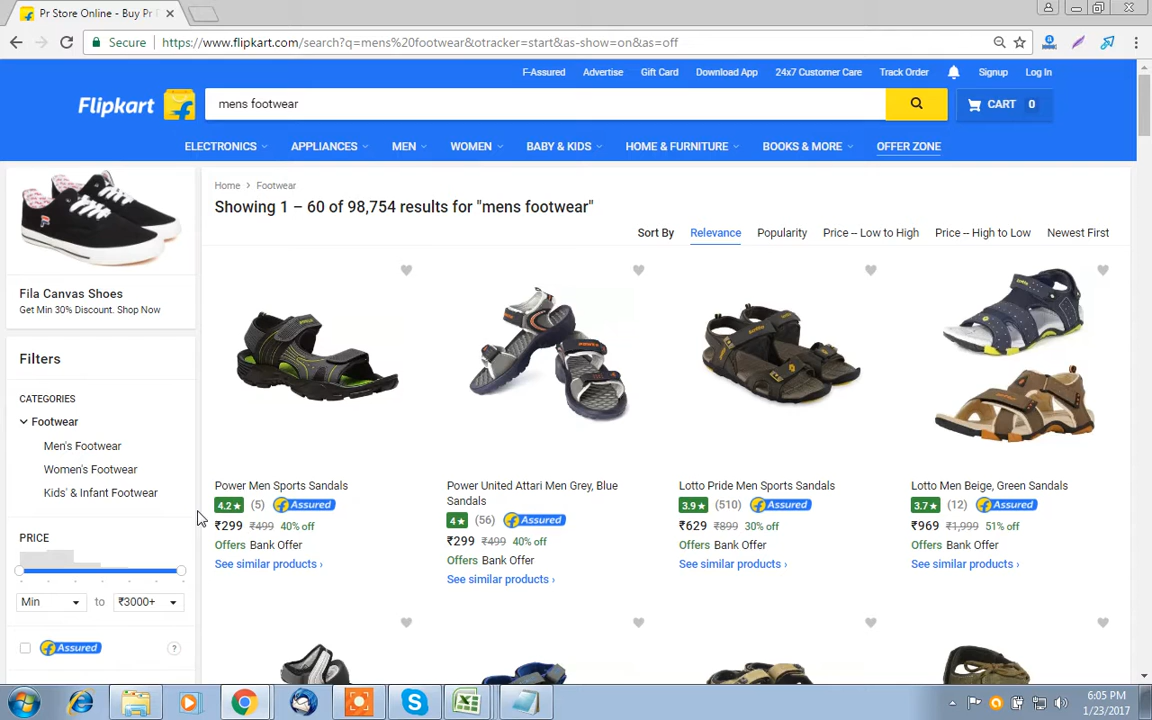 Pr Store Online - Buy Pr
Secure
https://www.flipkart.com/search?q=mens%20footwear&otracker=start&as-show=on&as=off
F-Assured
Advertise
Gift Card
Download App
24x7 Customer Care
Track Order
Signup
Log In
Flipkart
mens footwear
CART 0
ELECTRONICS
APPLIANCES
MEN
WOMEN
BABY & KIDS
HOME & FURNITURE
BOOKS & MORE
OFFER ZONE
Fila Canvas Shoes
Get Min 30% Discount. Shop Now
Filters
CATEGORIES
Footwear
Men's Footwear
Women's Footwear
Kids' & Infant Footwear
PRICE
Min to ₹3000+
Assured ?
Home > Footwear
Showing 1 – 60 of 98,754 results for "mens footwear"
Sort By Relevance Popularity Price -- Low to High Price -- High to Low Newest First
Power Men Sports Sandals
4.2★ (5) Assured
₹299 ₹499 40% off
Offers Bank Offer
See similar products ›
Power United Attari Men Grey, Blue
Sandals
4★ (56) Assured
₹299 ₹499 40% off
Offers Bank Offer
See similar products ›
Lotto Pride Men Sports Sandals
3.9★ (510) Assured
₹629 ₹899 30% off
Offers Bank Offer
See similar products ›
Lotto Men Beige, Green Sandals
3.7★ (12) Assured
₹969 ₹1,999 51% off
Offers Bank Offer
See similar products ›
6:05 PM
1/23/2017